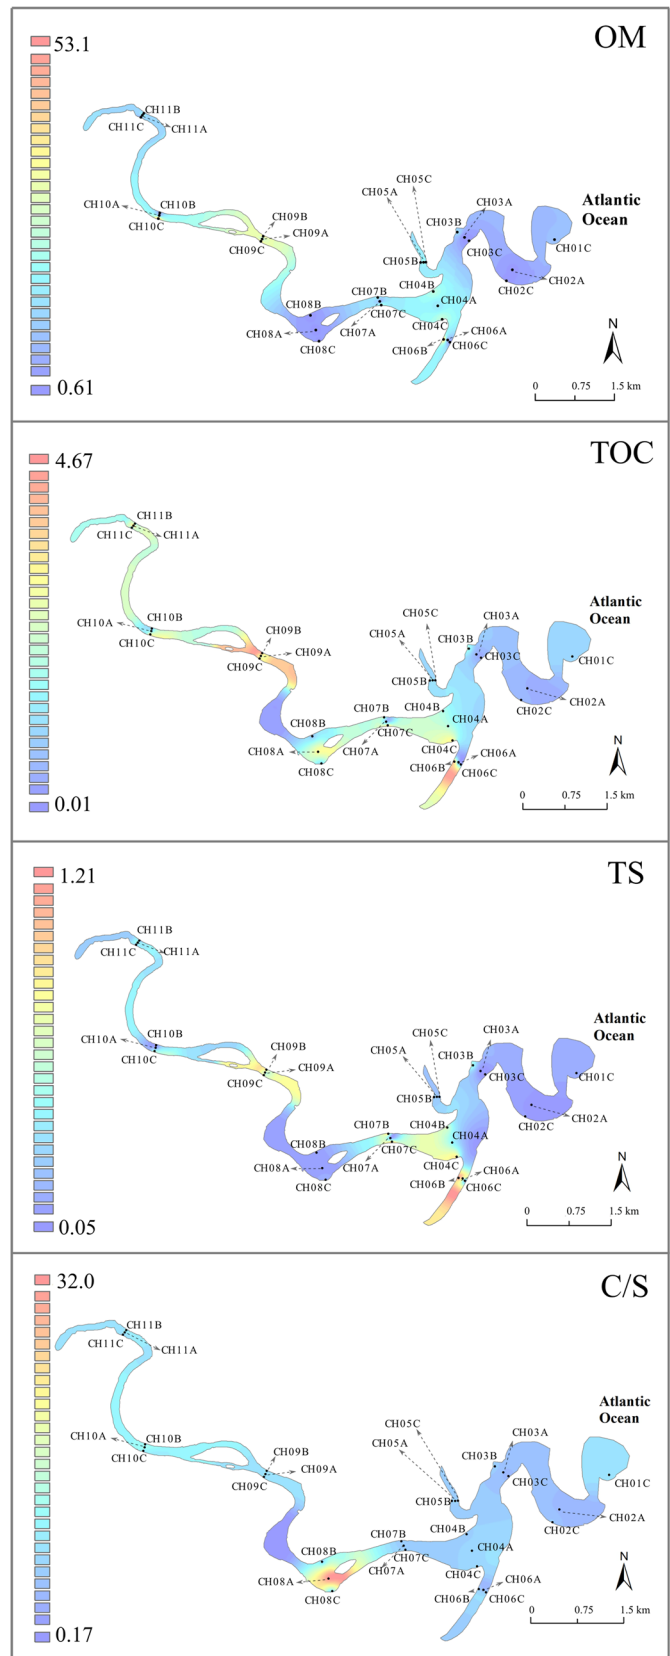 OM
53.1
CH11B
CH11C
CH11A
CH10A
CH10B
CH10C
CH09B
CH09A
CH09C
CH05C
CH05A
CH05B
CH03A
CH03B
CH03C
Atlantic
Ocean
CH01C
CH02A
CH02C
CH04B
CH04A
CH04C
CH07B
CH07C
CH07A
CH08B
CH08A
CH08C
CH06A
CH06B
CH06C
N
0 0.75 1.5 km
0.61
TOC
4.67
CH11B
CH11C
CH11A
CH10A
CH10B
CH10C
CH09B
CH09A
CH09C
CH05C
CH05A
CH05B
CH03A
CH03B
CH03C
Atlantic
Ocean
CH01C
CH02A
CH02C
CH04B
CH04A
CH04C
CH07B
CH07C
CH07A
CH08B
CH08A
CH08C
CH06A
CH06B
CH06C
N
0 0.75 1.5 km
0.01
TS
1.21
CH11B
CH11C
CH11A
CH10A
CH10B
CH10C
CH09B
CH09A
CH09C
CH05C
CH05A
CH05B
CH03A
CH03B
CH03C
Atlantic
Ocean
CH01C
CH02A
CH02C
CH04B
CH04A
CH04C
CH07B
CH07C
CH07A
CH08B
CH08A
CH08C
CH06A
CH06B
CH06C
N
0 0.75 1.5 km
0.05
C/S
32.0
CH11B
CH11C
CH11A
CH10A
CH10B
CH10C
CH09B
CH09A
CH09C
CH05C
CH05A
CH05B
CH03A
CH03B
CH03C
Atlantic
Ocean
CH01C
CH02A
CH02C
CH04B
CH04A
CH04C
CH07B
CH07C
CH07A
CH08B
CH08A
CH08C
CH06A
CH06B
CH06C
N
0 0.75 1.5 km
0.17